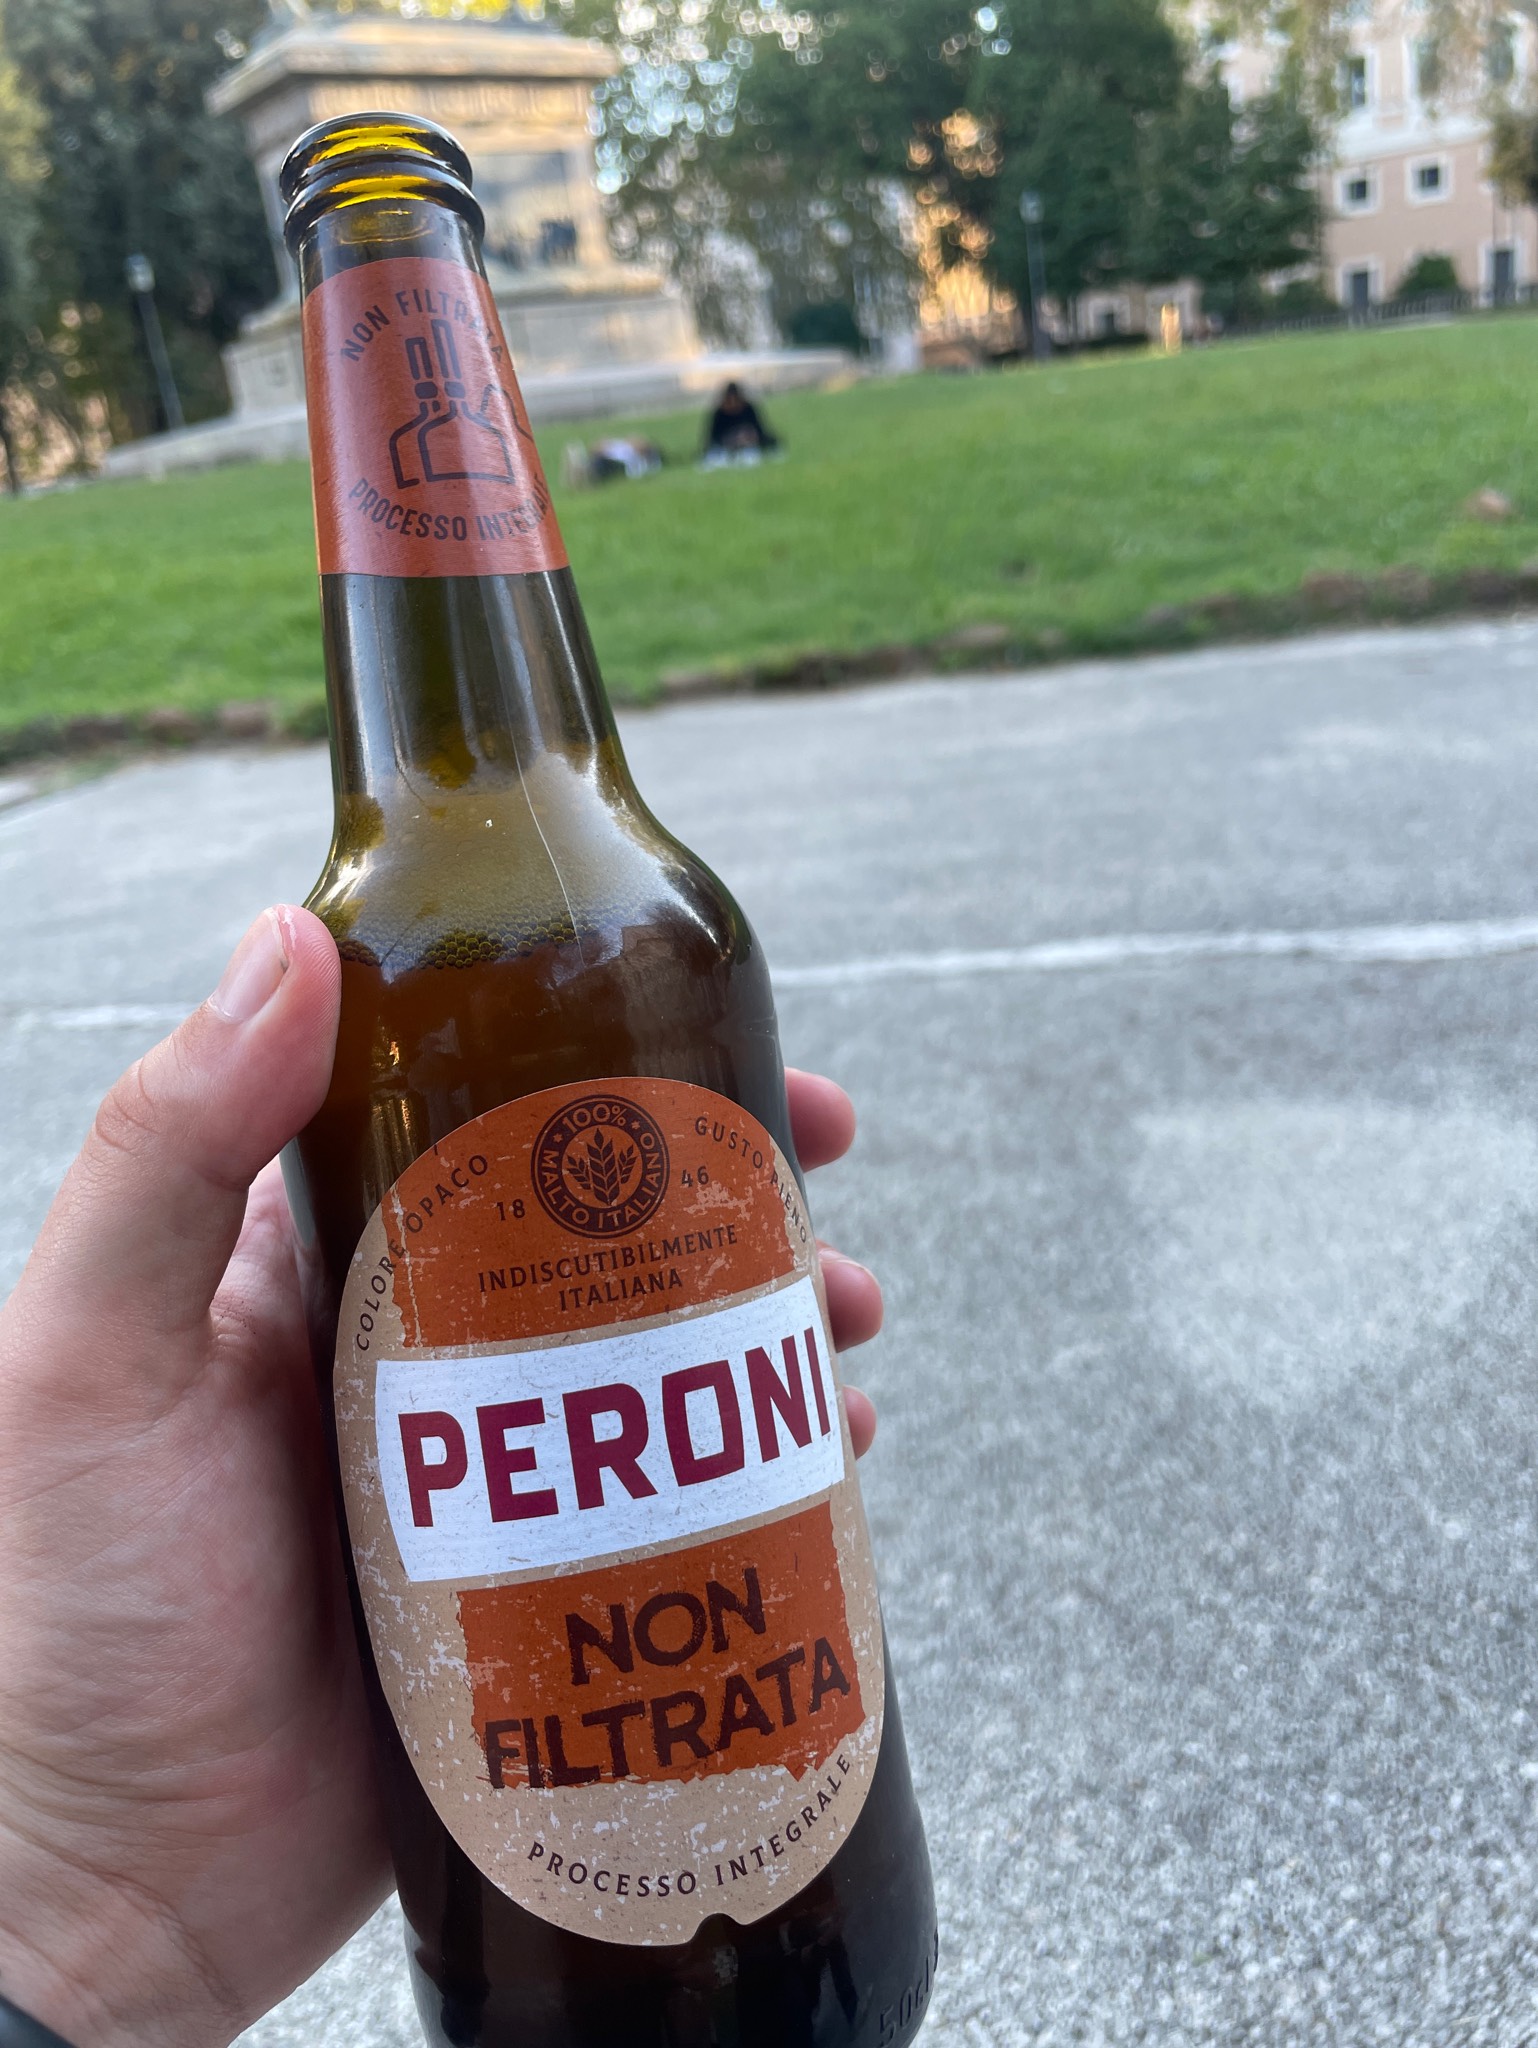 NON FILTRATA
PROCESSO INTEGRALE
100%
MALTO ITALIANO
COLORE OPACO
GUSTO PIENO
18 46
INDISCUTIBILMENTE
ITALIANA
PERONI
NON
FILTRATA
PROCESSO INTEGRALE
50cl